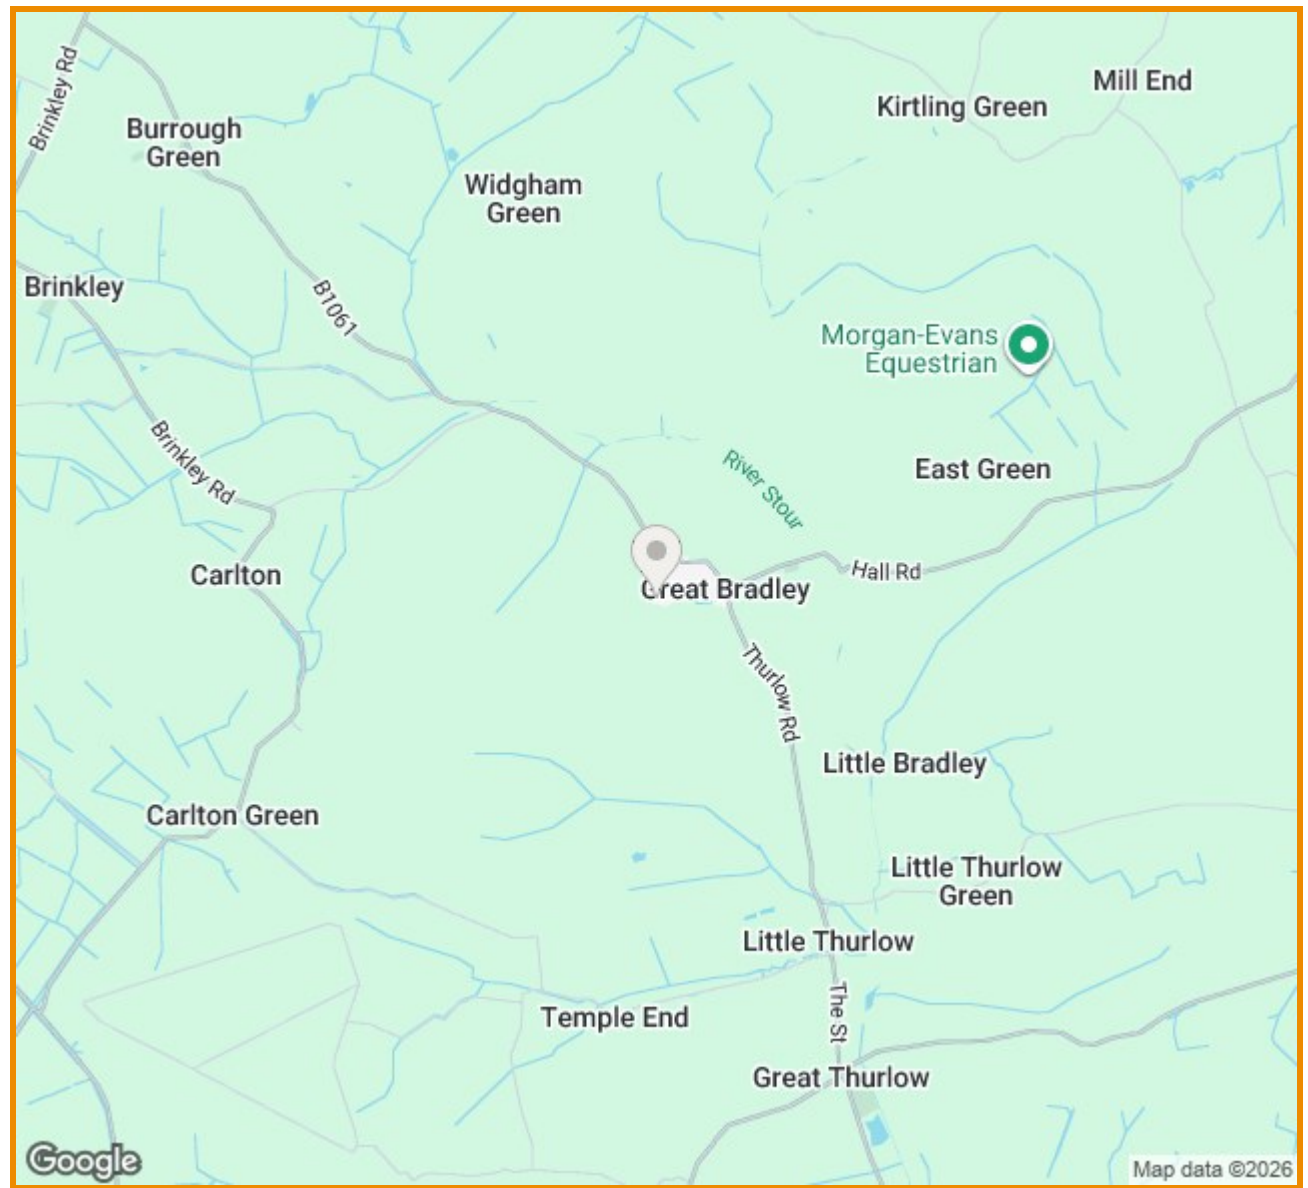 Mill End
Kirtling Green
Brinkley Rd
Burrough
Green
Widgham
Green
Brinkley
B1061
Morgan-Evans
Equestrian
Brinkley Rd
River Stour
East Green
Carlton
Hall Rd
Great Bradley
Thurlow Rd
Little Bradley
Carlton Green
Little Thurlow
Green
Little Thurlow
The St
Temple End
Great Thurlow
Google
Map data ©2026